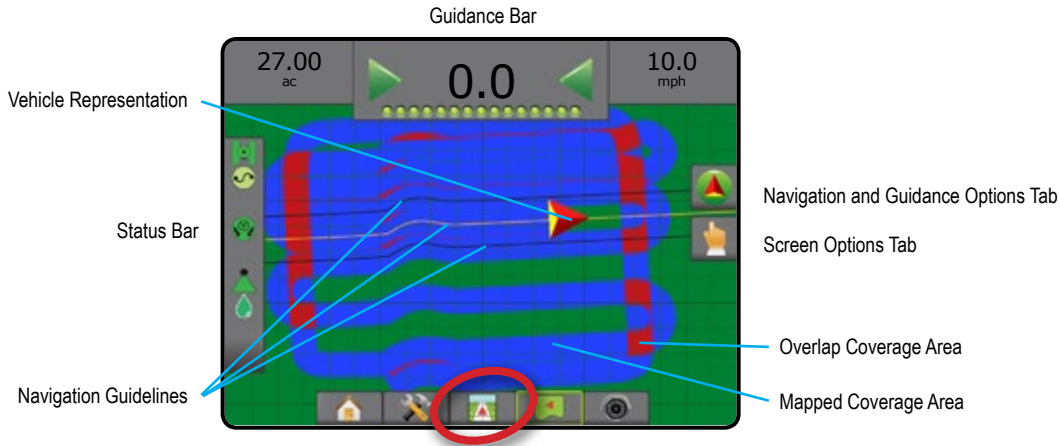 Guidance Bar
27.00
ac
0.0
10.0
mph
Vehicle Representation
Navigation and Guidance Options Tab
Status Bar
Screen Options Tab
Overlap Coverage Area
Navigation Guidelines
Mapped Coverage Area